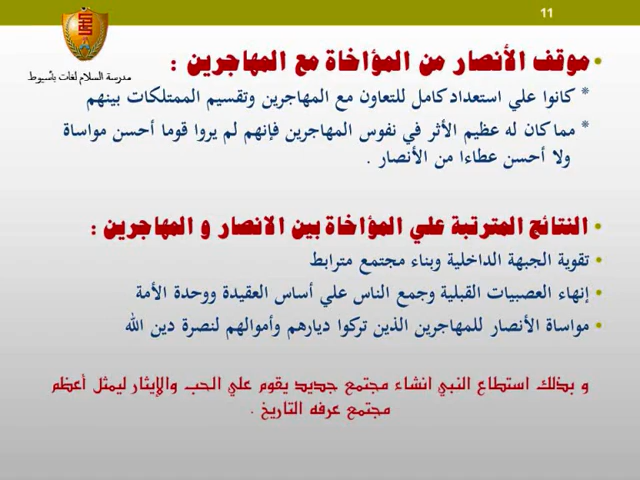 11
مدرسة السلام لغات بأسيوط
• موقف الأنصار من المؤاخاة مع المهاجرين :
* كانوا علي استعداد كامل للتعاون مع المهاجرين وتقسيم الممتلكات بينهم
* مما كان له عظيم الأثر في نفوس المهاجرين فإنهم لم يروا قوما أحسن مواساة
ولا أحسن عطاءا من الأنصار .
• النتائج المترتبة علي المؤاخاة بين الانصار و المهاجرين :
• تقوية الجبهة الداخلية وبناء مجتمع مترابط
• إنهاء العصبيات القبلية وجمع الناس علي أساس العقيدة ووحدة الأمة
• مواساة الأنصار للمهاجرين الذين تركوا ديارهم وأموالهم لنصرة دين الله
و بذلك استطاع النبي انشاء مجتمع جديد يقوم علي الحب والإيثار ليمثل أعظم
مجتمع عرفه التاريخ .